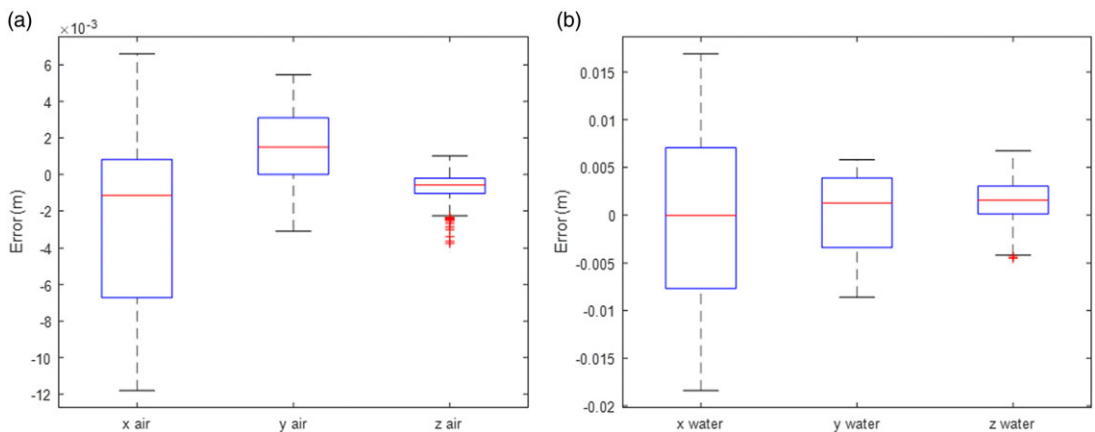 (a)
×10-3
6
4
2
0
-2
-4
-6
-8
-10
-12
Error(m)
x air
y air
z air
(b)
0.015
0.01
0.005
0
-0.005
-0.01
-0.015
-0.02
Error(m)
x water
y water
z water